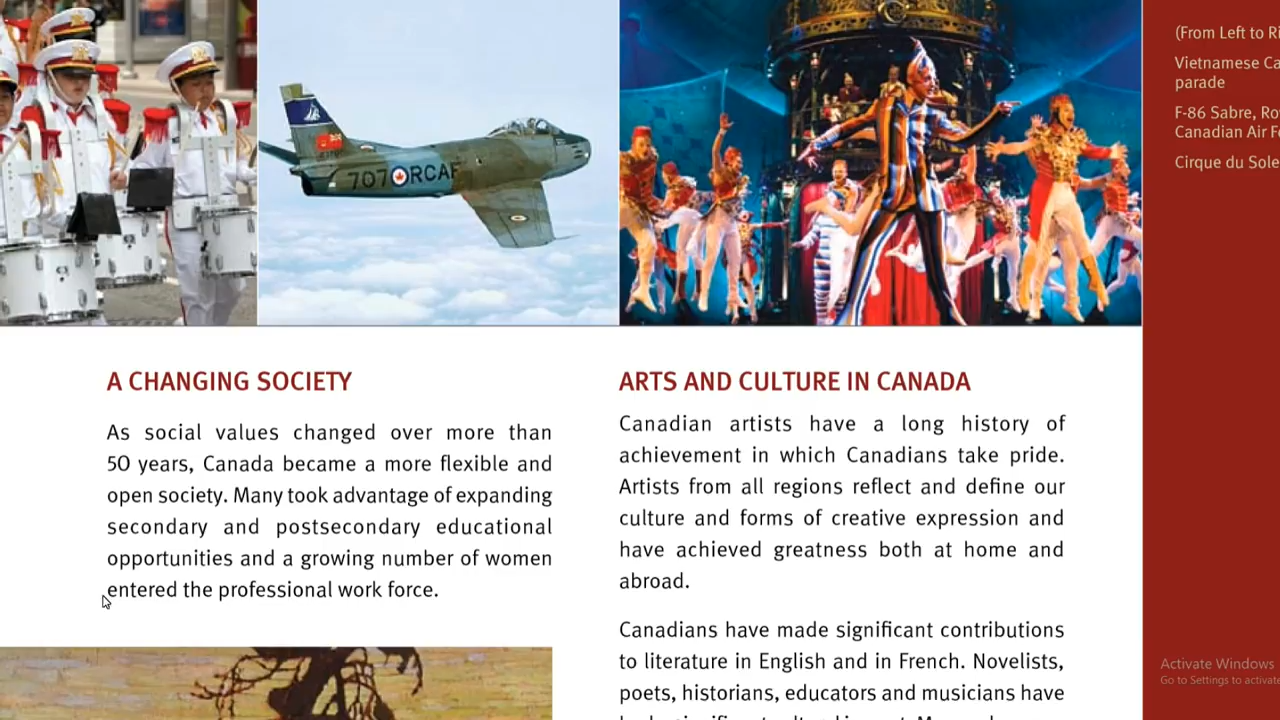 707 RCAF
(From Left to
Vietnamese
parade
F-86 Sabre,
Canadian Air
Cirque du
A CHANGING SOCIETY
As social values changed over more than
50 years, Canada became a more flexible and
open society. Many took advantage of expanding
secondary and postsecondary educational
opportunities and a growing number of women
entered the professional work force.
ARTS AND CULTURE IN CANADA
Canadian artists have a long history of
achievement in which Canadians take pride.
Artists from all regions reflect and define our
culture and forms of creative expression and
have achieved greatness both at home and
abroad.
Canadians have made significant contributions
to literature in English and in French. Novelists,
poets, historians, educators and musicians have
Activate Windows
Go to Settings to